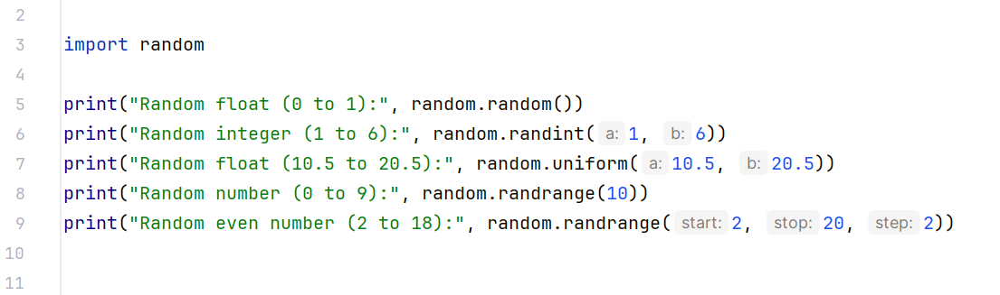 2
3 import random
4
5 print("Random float (0 to 1):", random.random())
6 print("Random integer (1 to 6):", random.randint( a: 1, b: 6))
7 print("Random float (10.5 to 20.5):", random.uniform( a: 10.5, b: 20.5))
8 print("Random number (0 to 9):", random.randrange(10))
9 print("Random even number (2 to 18):", random.randrange( start: 2, stop: 20, step: 2))
10
11